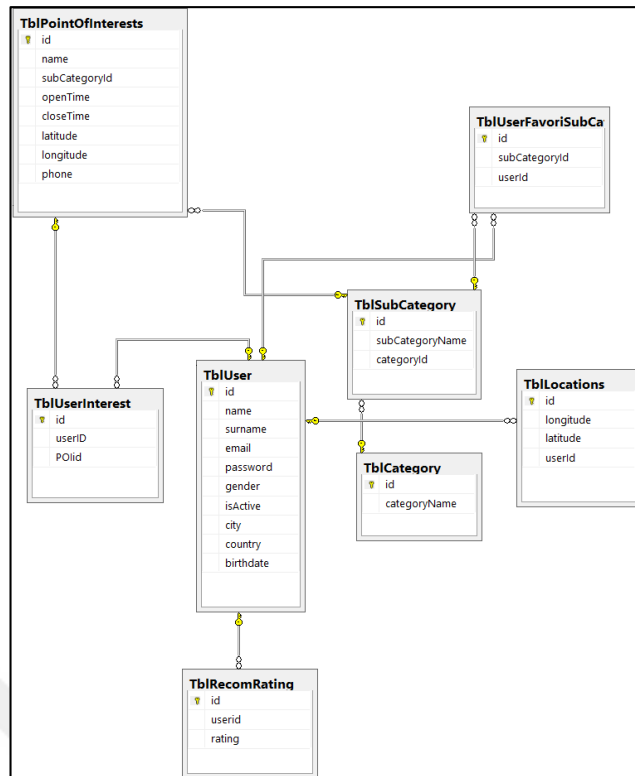 TblPointOfInterests
id
name
subCategoryId
openTime
closeTime
latitude
longitude
phone
TblUserFavoriSubCat
id
subCategoryId
userId
TblSubCategory
id
subCategoryName
categoryId
TblUser
id
name
surname
email
password
gender
isActive
city
country
birthdate
TblLocations
id
longitude
latitude
userId
TblUserInterest
id
userID
POIid
TblCategory
id
categoryName
TblRecomRating
id
userid
rating